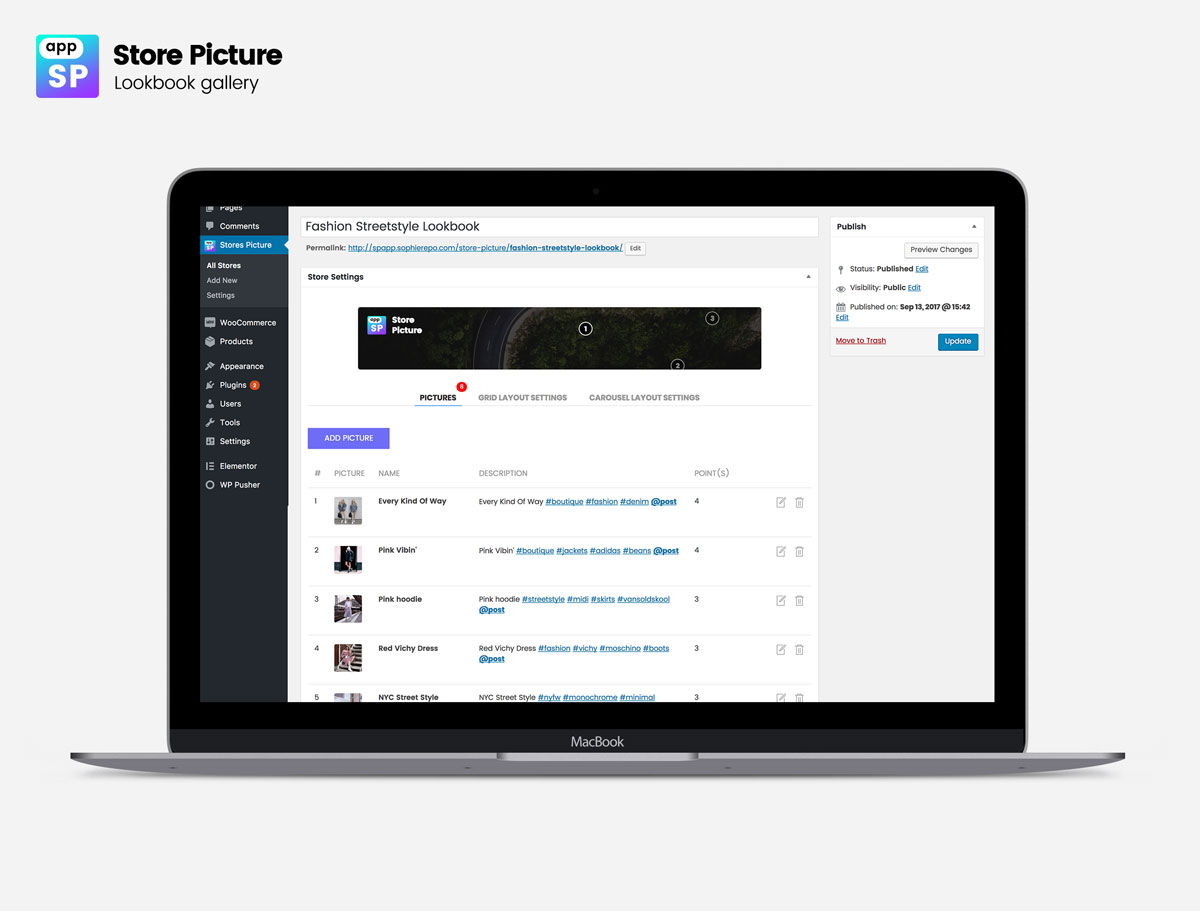 app
SP
Store Picture
Lookbook gallery
Pages
Comments
Stores Picture
All Stores
Add New
Settings
WooCommerce
Products
Appearance
Plugins 2
Users
Tools
Settings
Elementor
WP Pusher
Fashion Streetstyle Lookbook
Permalink: http://spapp.sophierepo.com/store-picture/fashion-streetstyle-lookbook/ Edit
Store Settings
app
SP
Store
Picture
1
3
2
PICTURES 8 GRID LAYOUT SETTINGS CAROUSEL LAYOUT SETTINGS
ADD PICTURE
# PICTURE NAME DESCRIPTION POINT(S)
1 Every Kind Of Way Every Kind Of Way #boutique #fashion #denim @post 4
2 Pink Vibin' Pink Vibin' #boutique #jackets #adidas #beans @post 4
3 Pink hoodie Pink hoodie #streetstyle #midi #skirts #vansoldskool 3
@post
4 Red Vichy Dress Red Vichy Dress #fashion #vichy #moschino #boots 3
@post
5 NYC Street Style NYC Street Style #nyfw #monochrome #minimal 3
Publish
Preview Changes
Status: Published Edit
Visibility: Public Edit
Published on: Sep 13, 2017 @ 15:42
Edit
Move to Trash Update
MacBook